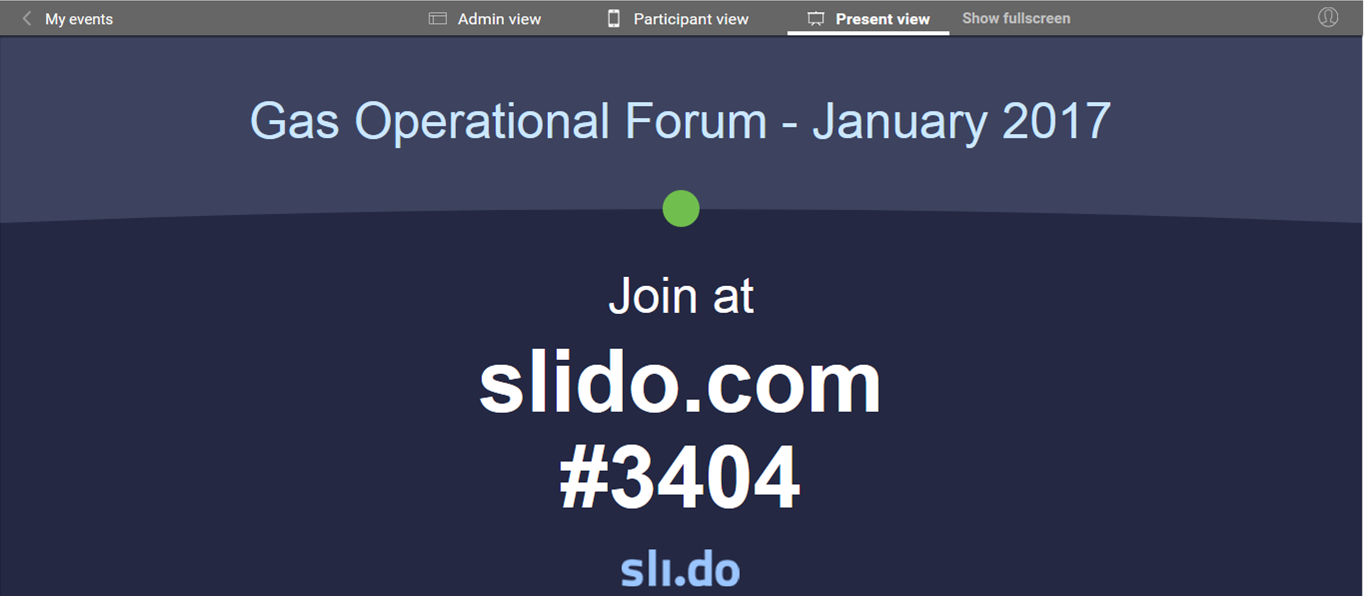 My events Admin view Participant view Present view Show fullscreen
Gas Operational Forum - January 2017
Join at
slido.com
#3404
slı.do